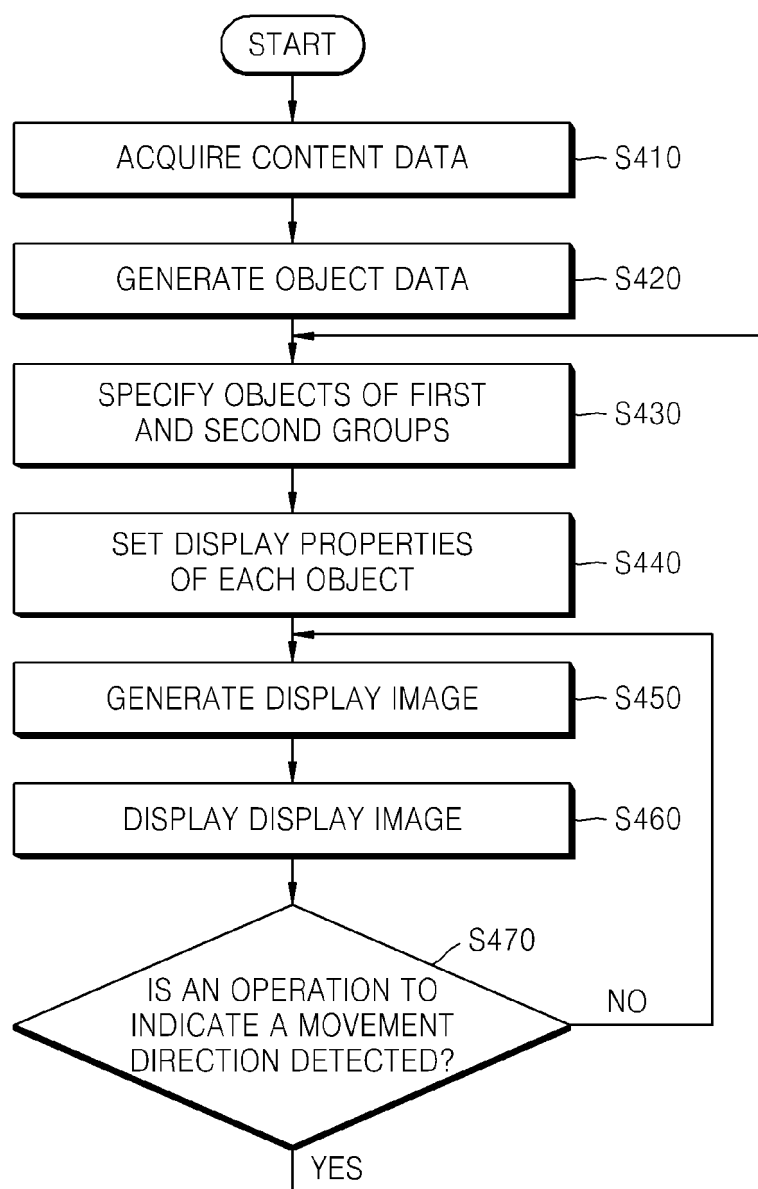 START
ACQUIRE CONTENT DATA
S410
GENERATE OBJECT DATA
S420
SPECIFY OBJECTS OF FIRST
AND SECOND GROUPS
S430
SET DISPLAY PROPERTIES
OF EACH OBJECT
S440
GENERATE DISPLAY IMAGE
S450
DISPLAY DISPLAY IMAGE
S460
S470
IS AN OPERATION TO
INDICATE A MOVEMENT
DIRECTION DETECTED?
NO
YES